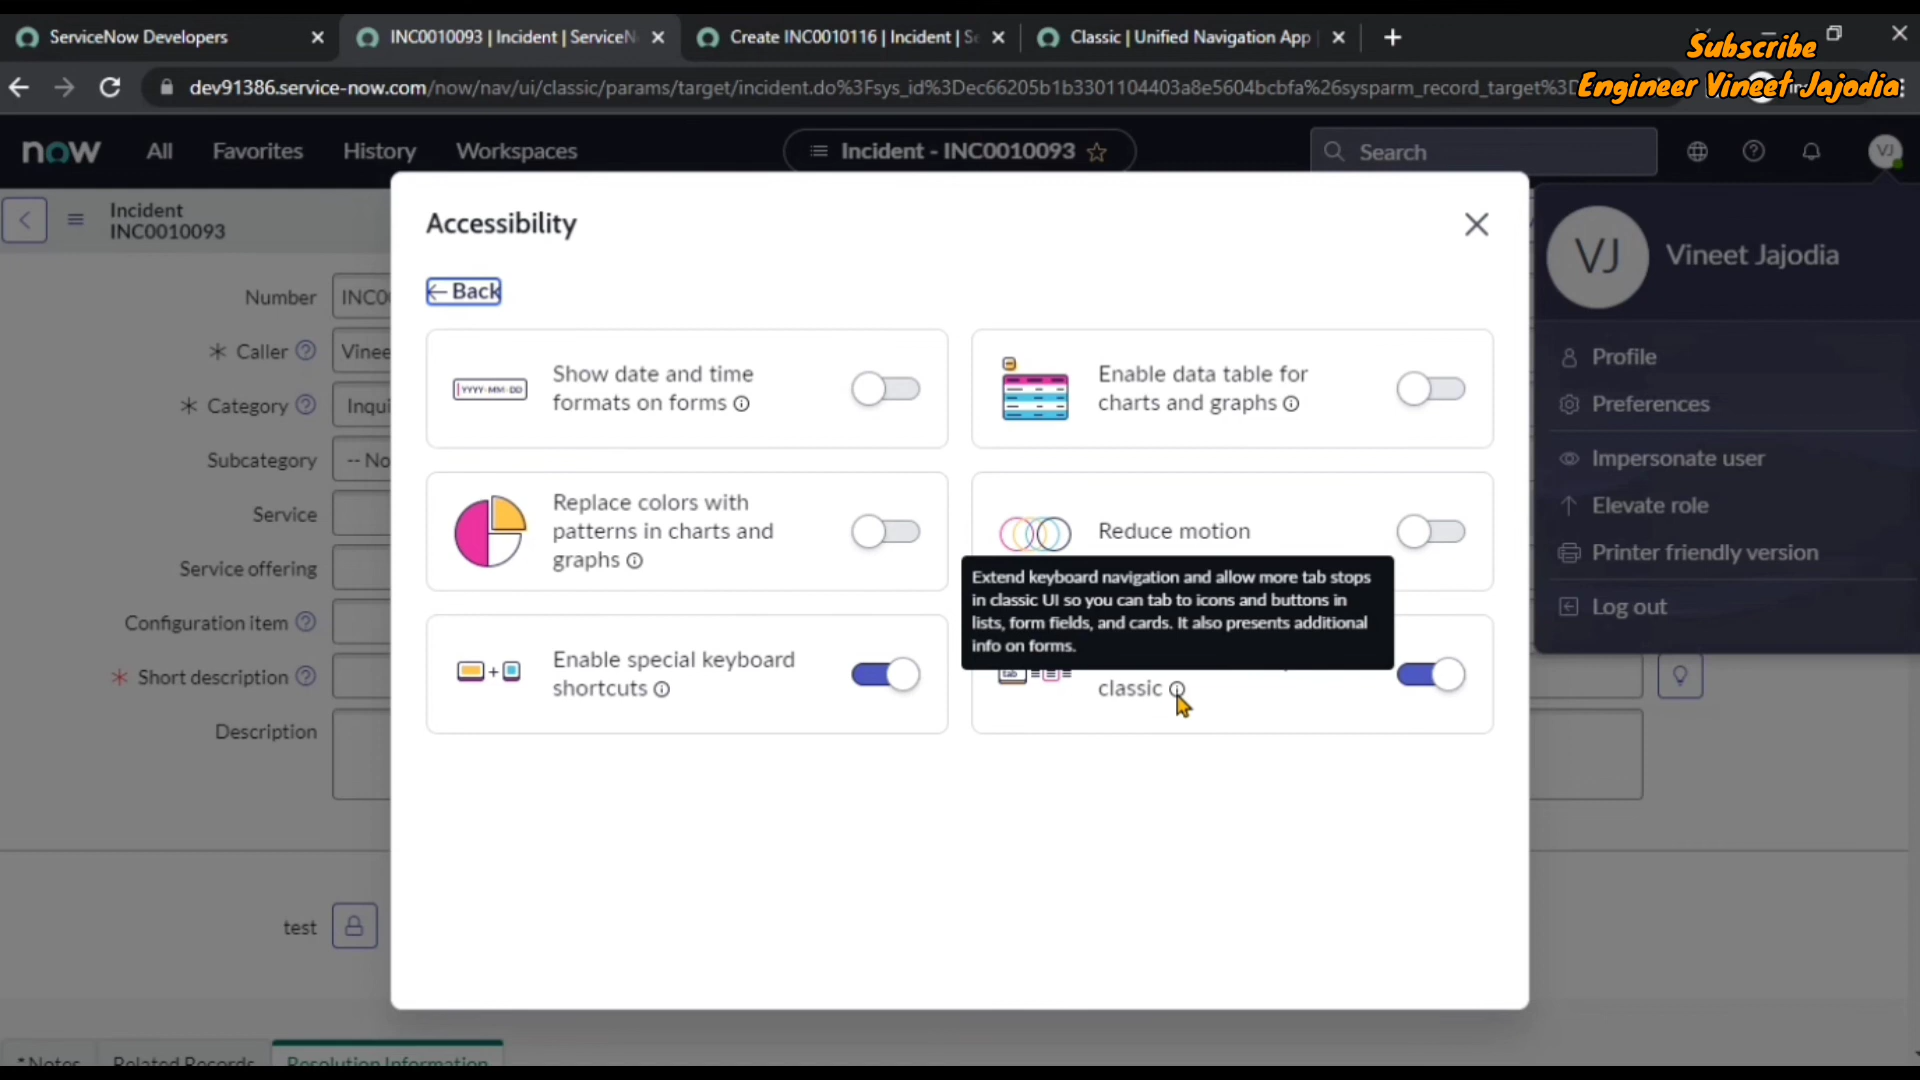 ServiceNow Developers
INC0010093 | Incident | ServiceN
Create INC0010116 | Incident | S
Classic | Unified Navigation App
Subscribe
Engineer Vineet Jajodia
dev91386.service-now.com/now/nav/ui/classic/params/target/incident.do%3Fsys_id%3Dec66205b1b3301104403a8e5604bcbfa%26sysparm_record_target%3D
now
All
Favorites
History
Workspaces
Incident - INC0010093
Search
VJ
Incident
INC0010093
Accessibility
Back
VJ
Vineet Jajodia
Number
INC0
Caller
Vinee
Category
Inqui
Subcategory
-- No
Service
Service offering
Configuration item
Short description
Description
test
YYYY-MM-DD
Show date and time
formats on forms
Enable data table for
charts and graphs
Replace colors with
patterns in charts and
graphs
Reduce motion
Extend keyboard navigation and allow more tab stops
in classic UI so you can tab to icons and buttons in
lists, form fields, and cards. It also presents additional
info on forms.
Enable special keyboard
shortcuts
tab
classic
Profile
Preferences
Impersonate user
Elevate role
Printer friendly version
Log out
* Notes
Related Records
Resolution Information